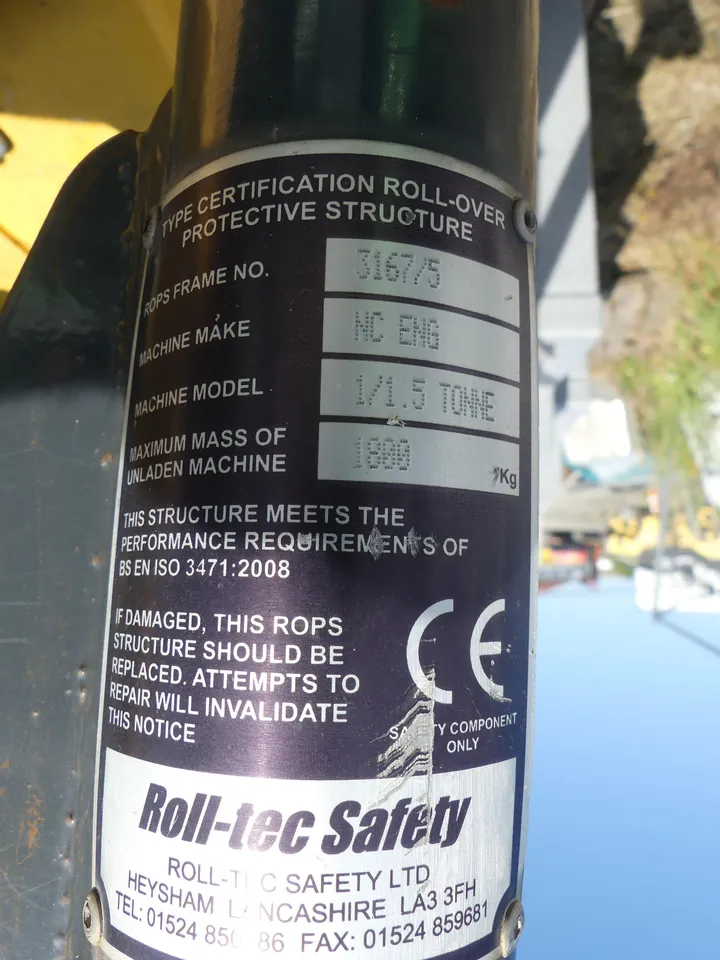 TYPE CERTIFICATION ROLL-OVER
PROTECTIVE STRUCTURE
ROPS FRAME NO. 3167/5
MACHINE MAKE NC ENG
MACHINE MODEL 1/1.5 TONNE
MAXIMUM MASS OF
UNLADEN MACHINE Kg
THIS STRUCTURE MEETS THE
PERFORMANCE REQUIREMENTS OF
BS EN ISO 3471:2008
IF DAMAGED, THIS ROPS
STRUCTURE SHOULD BE
REPLACED. ATTEMPTS TO
REPAIR WILL INVALIDATE
THIS NOTICE
CE
SAFETY COMPONENT
ONLY
Roll-tec Safety
ROLL-TEC SAFETY LTD
HEYSHAM LANCASHIRE LA3 3FH
TEL: 01524 FAX: 01524 859681